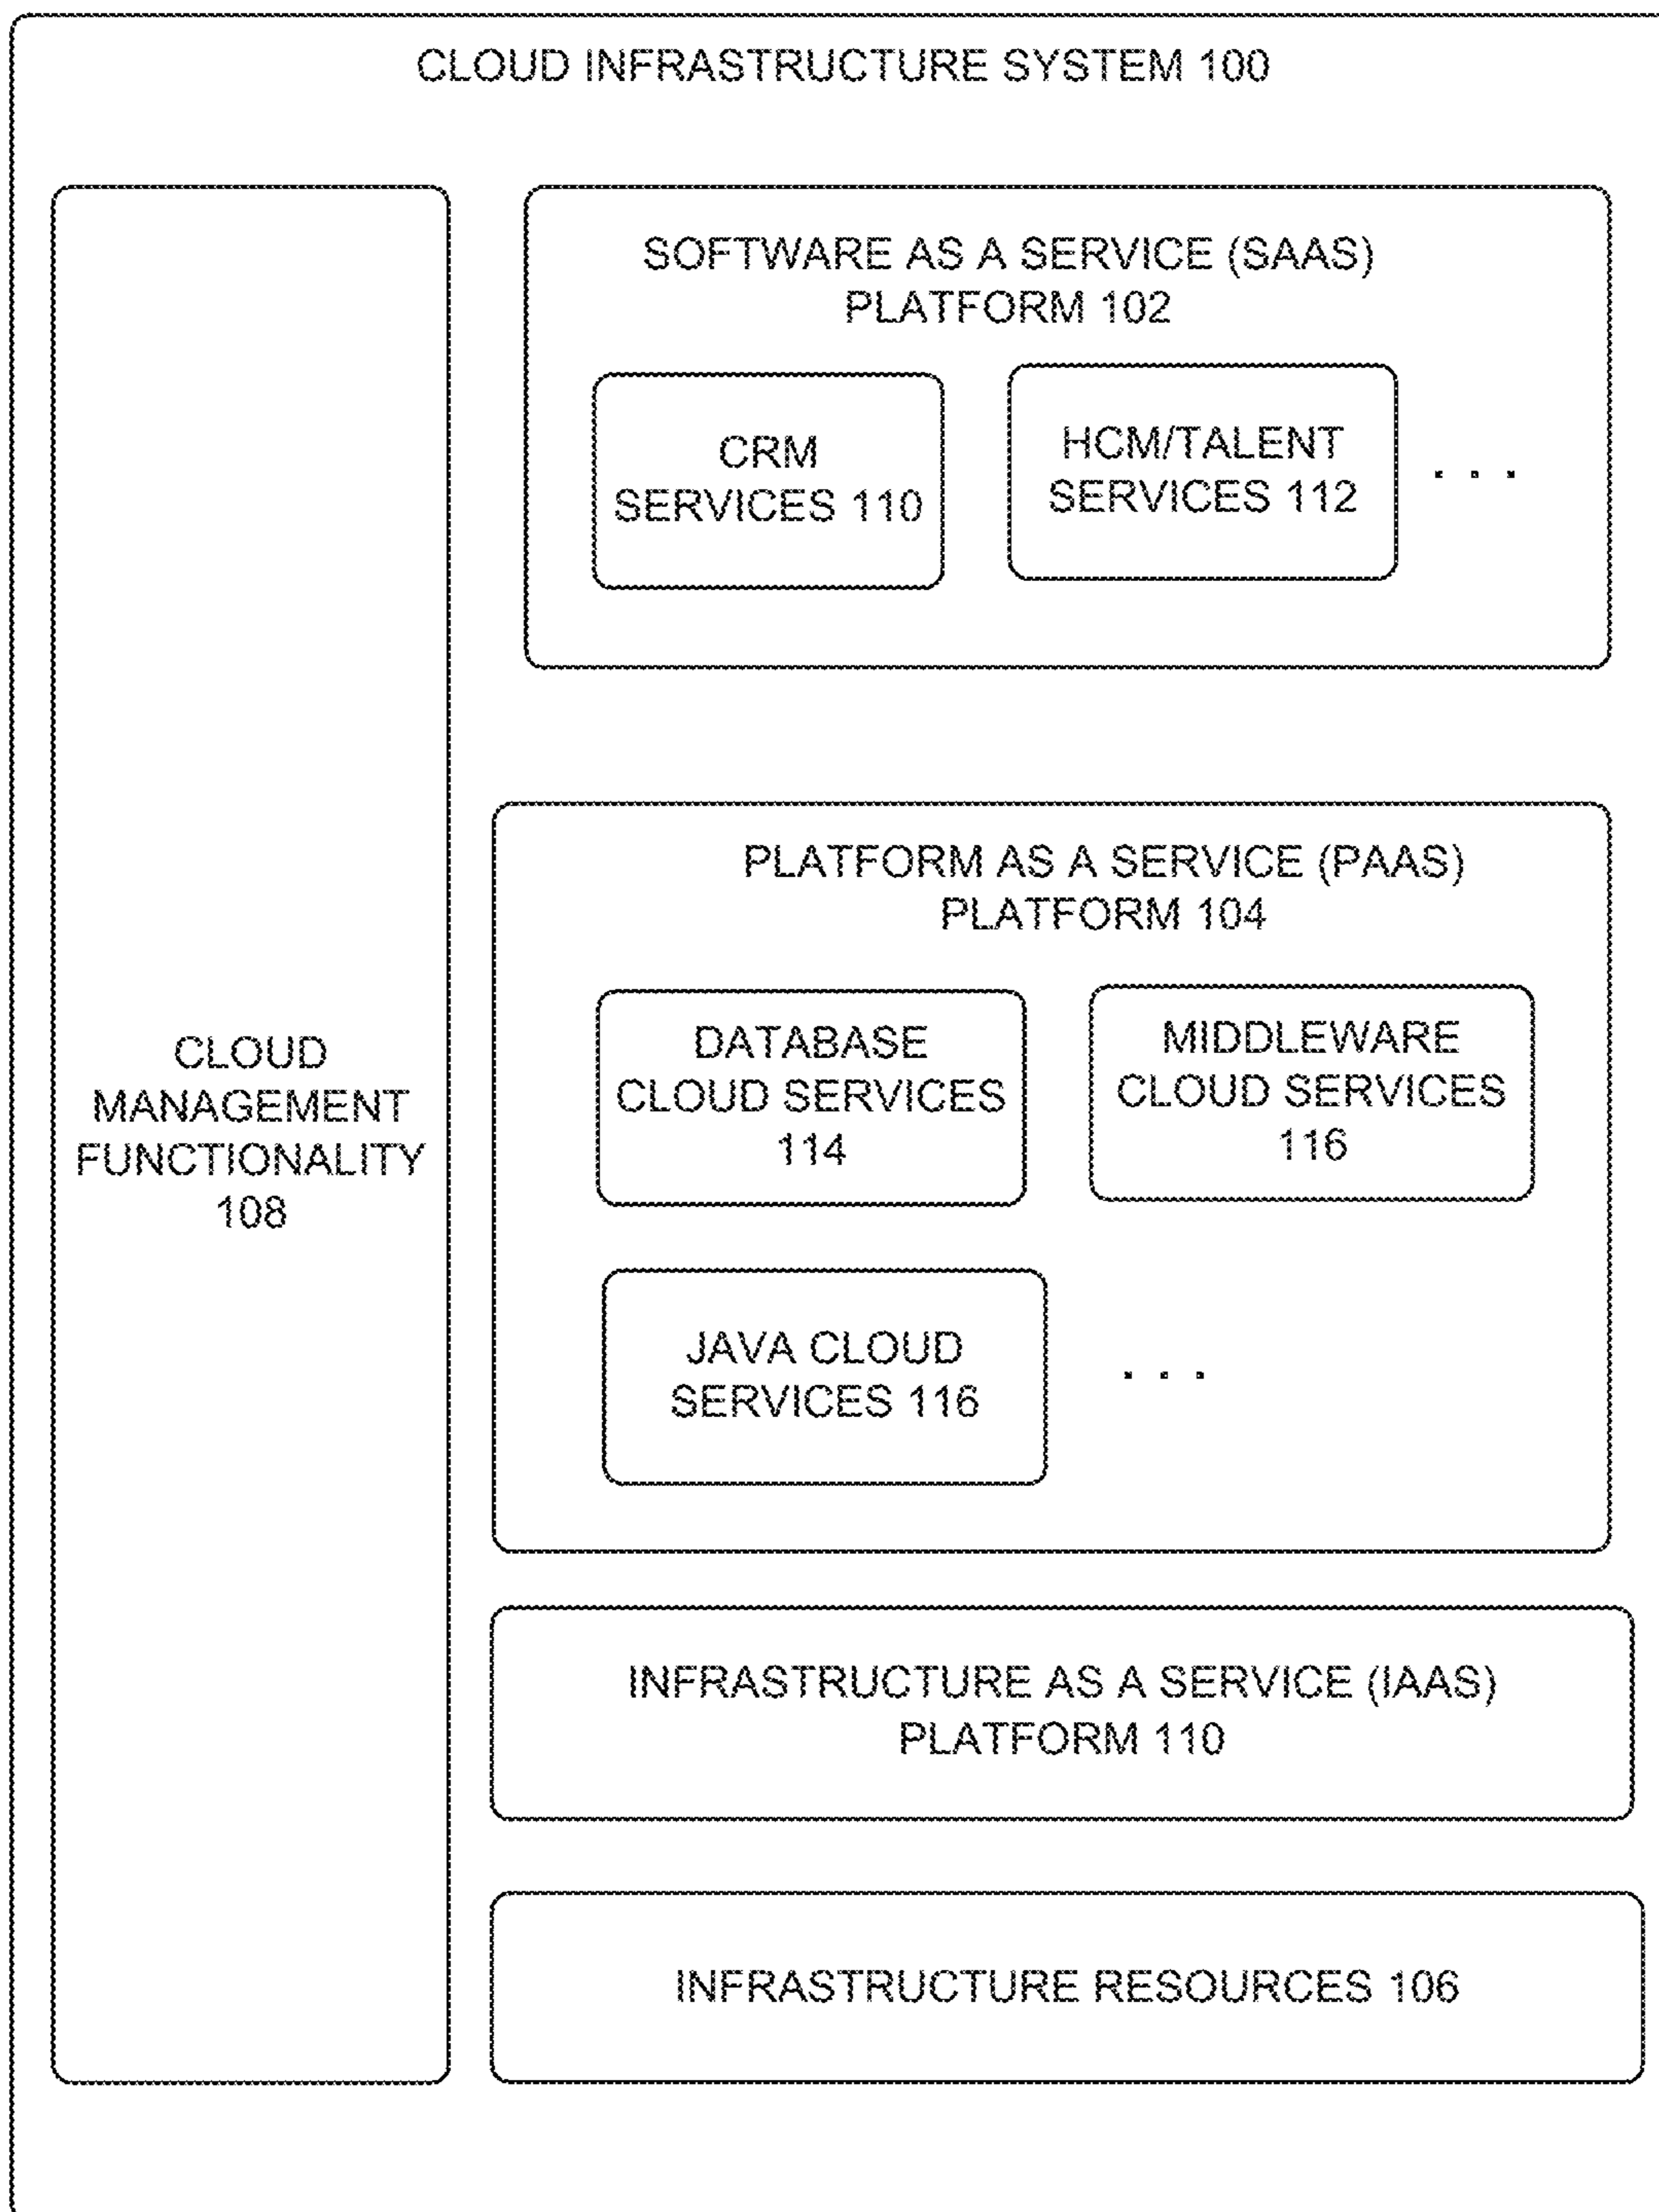 CLOUD INFRASTRUCTURE SYSTEM 100
CLOUD
MANAGEMENT
FUNCTIONALITY
108
SOFTWARE AS A SERVICE (SAAS)
PLATFORM 102
CRM
SERVICES 110
HCM/TALENT
SERVICES 112
. . .
PLATFORM AS A SERVICE (PAAS)
PLATFORM 104
DATABASE
CLOUD SERVICES
114
MIDDLEWARE
CLOUD SERVICES
116
JAVA CLOUD
SERVICES 116
. . .
INFRASTRUCTURE AS A SERVICE (IAAS)
PLATFORM 110
INFRASTRUCTURE RESOURCES 106